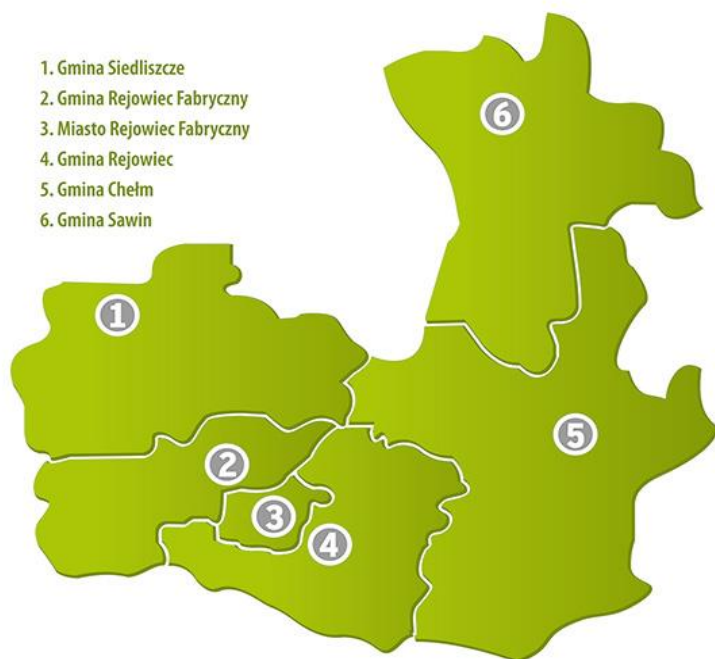 1. Gmina Siedliszcze
2. Gmina Rejowiec Fabryczny
3. Miasto Rejowiec Fabryczny
4. Gmina Rejowiec
5. Gmina Chełm
6. Gmina Sawin
6
1
5
2
3
4